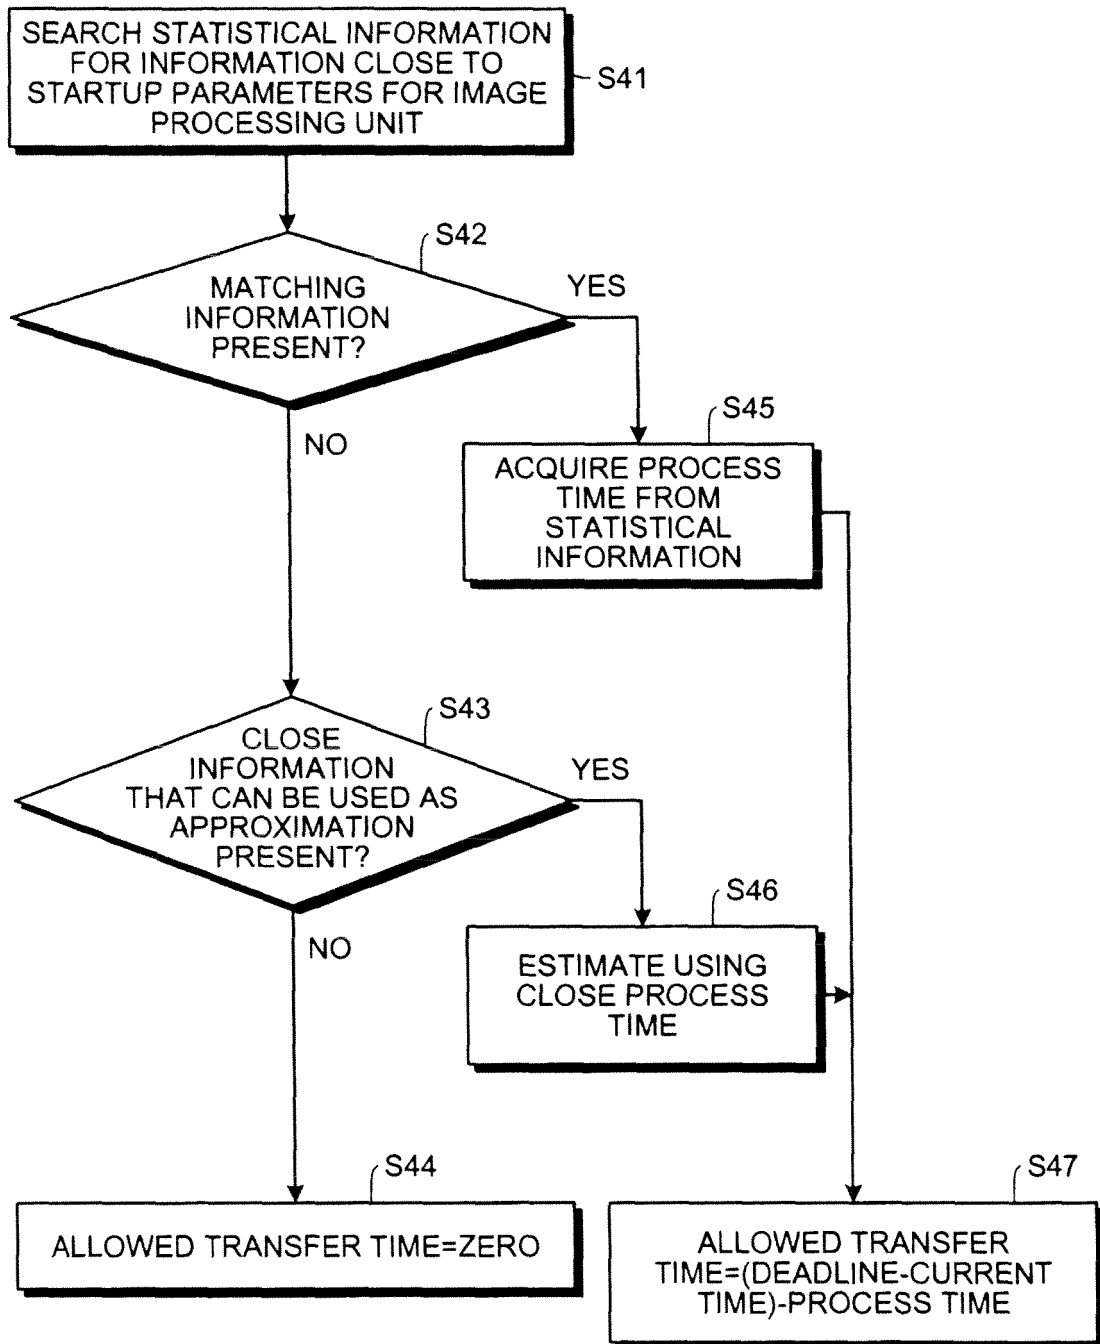 SEARCH STATISTICAL INFORMATION
FOR INFORMATION CLOSE TO
STARTUP PARAMETERS FOR IMAGE
PROCESSING UNIT
S41
S42
MATCHING
INFORMATION
PRESENT?
YES
NO
S45
ACQUIRE PROCESS
TIME FROM
STATISTICAL
INFORMATION
S43
CLOSE
INFORMATION
THAT CAN BE USED AS
APPROXIMATION
PRESENT?
YES
NO
S46
ESTIMATE USING
CLOSE PROCESS
TIME
S44
ALLOWED TRANSFER TIME=ZERO
S47
ALLOWED TRANSFER
TIME=(DEADLINE-CURRENT
TIME)-PROCESS TIME